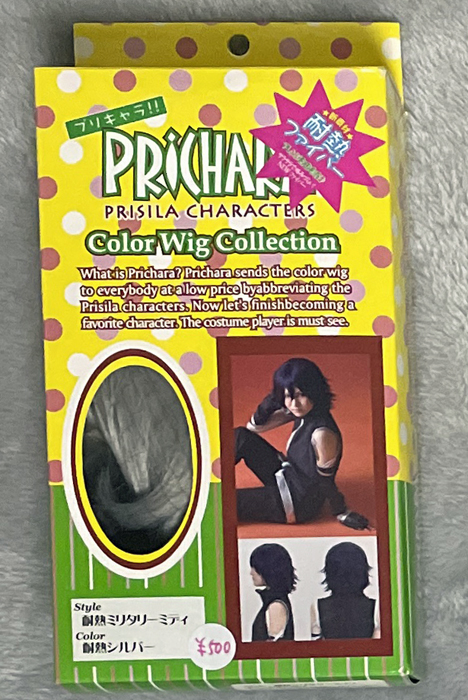 プリキャラ!!
PRiCHARA
PRISILA CHARACTERS
耐熱
ファイバー
Color Wig Collection
What is Prichara? Prichara sends the color wig
to everybody at a low price byabbreviating the
Prisila characters. Now let's finishbecoming a
favorite character. The costume player is must see.
Style
耐熱ミリタリーミディ
Color
耐熱シルバー
¥500